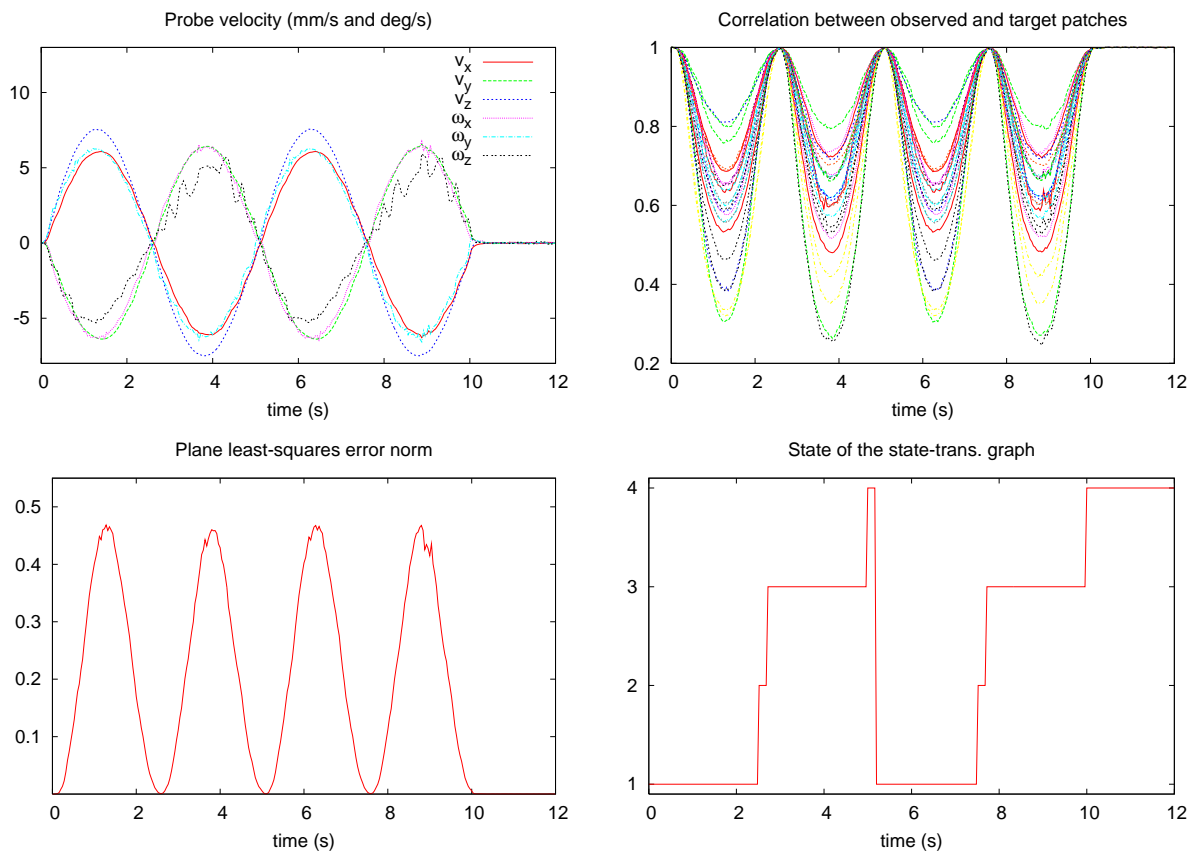 Probe velocity (mm/s and deg/s)
10
5
0
-5
0 2 4 6 8 10 12
time (s)
v_x
v_y
v_z
ω_x
ω_y
ω_z
Correlation between observed and target patches
1
0.8
0.6
0.4
0.2
0 2 4 6 8 10 12
time (s)
Plane least-squares error norm
0.5
0.4
0.3
0.2
0.1
0 2 4 6 8 10 12
time (s)
State of the state-trans. graph
4
3
2
1
0 2 4 6 8 10 12
time (s)